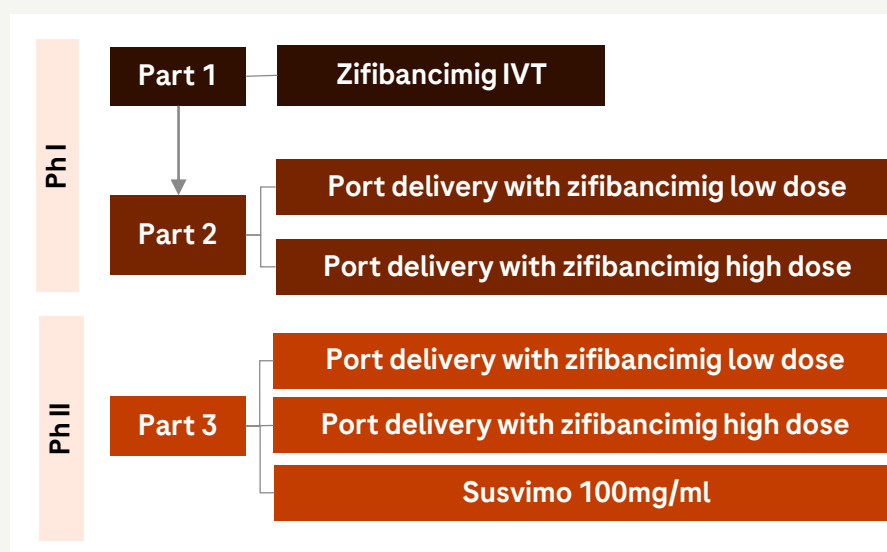 Ph I
Part 1
Zifibancimig IVT
Part 2
Port delivery with zifibancimig low dose
Port delivery with zifibancimig high dose
Ph II
Part 3
Port delivery with zifibancimig low dose
Port delivery with zifibancimig high dose
Susvimo 100mg/ml